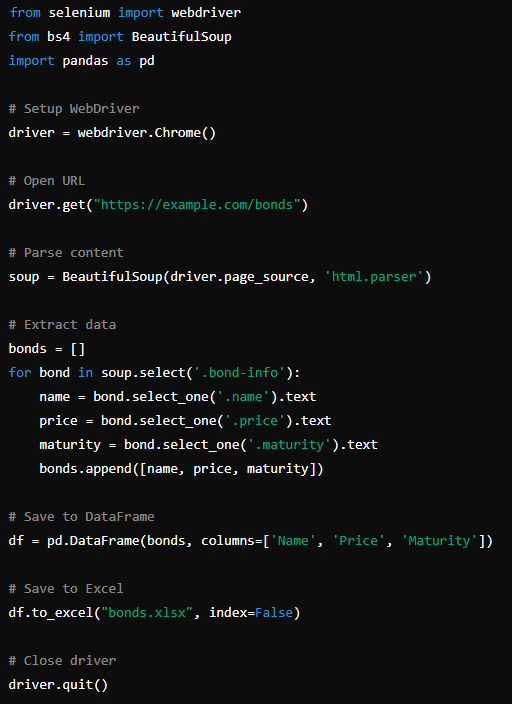 from selenium import webdriver
from bs4 import BeautifulSoup
import pandas as pd

# Setup WebDriver
driver = webdriver.Chrome()

# Open URL
driver.get("https://example.com/bonds")

# Parse content
soup = BeautifulSoup(driver.page_source, 'html.parser')

# Extract data
bonds = []
for bond in soup.select('.bond-info'):
    name = bond.select_one('.name').text
    price = bond.select_one('.price').text
    maturity = bond.select_one('.maturity').text
    bonds.append([name, price, maturity])

# Save to DataFrame
df = pd.DataFrame(bonds, columns=['Name', 'Price', 'Maturity'])

# Save to Excel
df.to_excel("bonds.xlsx", index=False)

# Close driver
driver.quit()